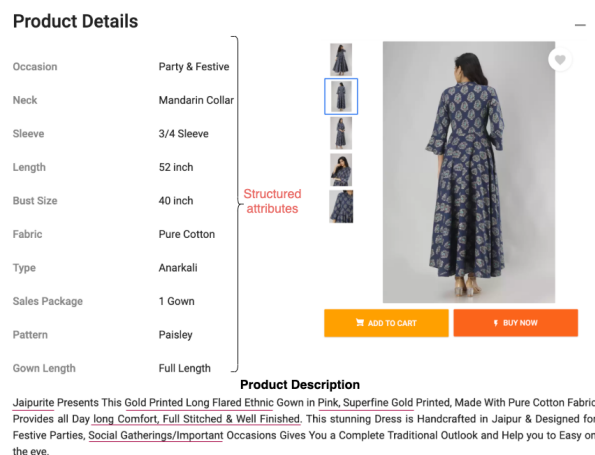 Product Details
Occasion Party & Festive
Neck Mandarin Collar
Sleeve 3/4 Sleeve
Length 52 inch
Bust Size 40 inch
Structured
attributes
Fabric Pure Cotton
Type Anarkali
Sales Package 1 Gown
Pattern Paisley
Gown Length Full Length
ADD TO CART
BUY NOW
Product Description
Jaipurite Presents This Gold Printed Long Flared Ethnic Gown in Pink, Superfine Gold Printed, Made With Pure Cotton Fabric
Provides all Day long Comfort, Full Stitched & Well Finished. This stunning Dress is Handcrafted in Jaipur & Designed for
Festive Parties, Social Gatherings/Important Occasions Gives You a Complete Traditional Outlook and Help you to Easy on
the eye.